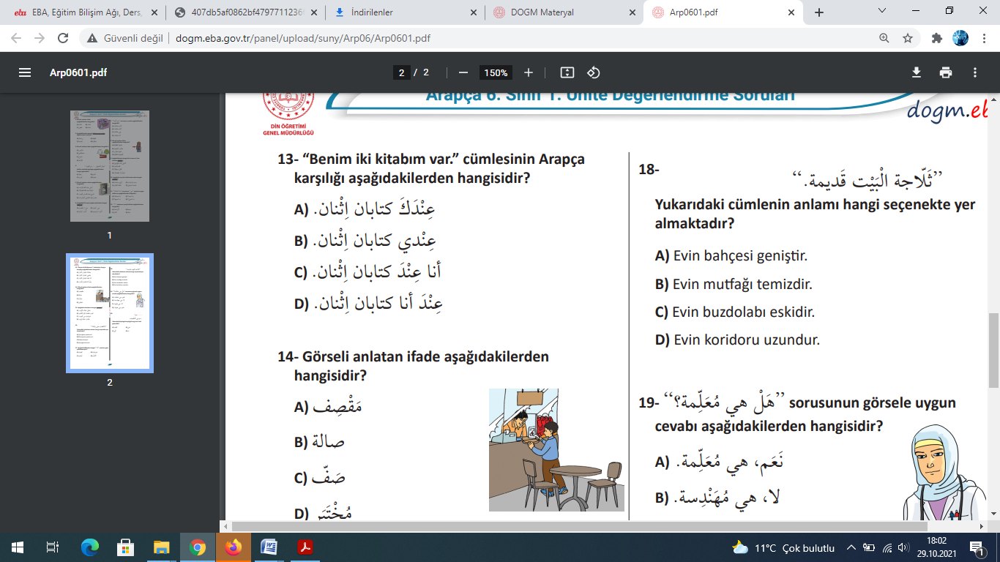 eba EBA, Eğitim Bilişim Ağı, Ders,
407db5af0862bf4797711236
İndirilenler
DOGM Materyal
Arp0601.pdf
Güvenli değil | dogm.eba.gov.tr/panel/upload/suny/Arp06/Arp0601.pdf
Arp0601.pdf
2 / 2
150%
1
2
Arapça 6. Sınıf 1. Ünite Değerlendirme Soruları
DİN ÖĞRETİMİ
GENEL MÜDÜRLÜĞÜ
dogm.eb
13- “Benim iki kitabım var.” cümlesinin Arapça
karşılığı aşağıdakilerden hangisidir?
A) عِنْدَكَ كتابان اِثْنان.
B) عِنْدي كتابان اِثْنان.
C) أنا عِنْدَ كتابان اِثْنان.
D) عِنْدَ أنا كتابان اِثْنان.
14- Görseli anlatan ifade aşağıdakilerden
hangisidir?
A) مَقْصِف
B) صالة
C) صَفّ
D) مُخْتَبَر
18-
’’ثَلّاجة الْبَيْت قَديمة.‘‘
Yukarıdaki cümlenin anlamı hangi seçenekte yer
almaktadır?
A) Evin bahçesi geniştir.
B) Evin mutfağı temizdir.
C) Evin buzdolabı eskidir.
D) Evin koridoru uzundur.
19- ’’هَلْ هي مُعَلِّمة؟‘‘ sorusunun görsele uygun
cevabı aşağıdakilerden hangisidir?
A) نَعَم، هي مُعَلِّمة.
B) لا، هي مُهَنْدِسة.
11°C Çok bulutlu
18:02
29.10.2021
1